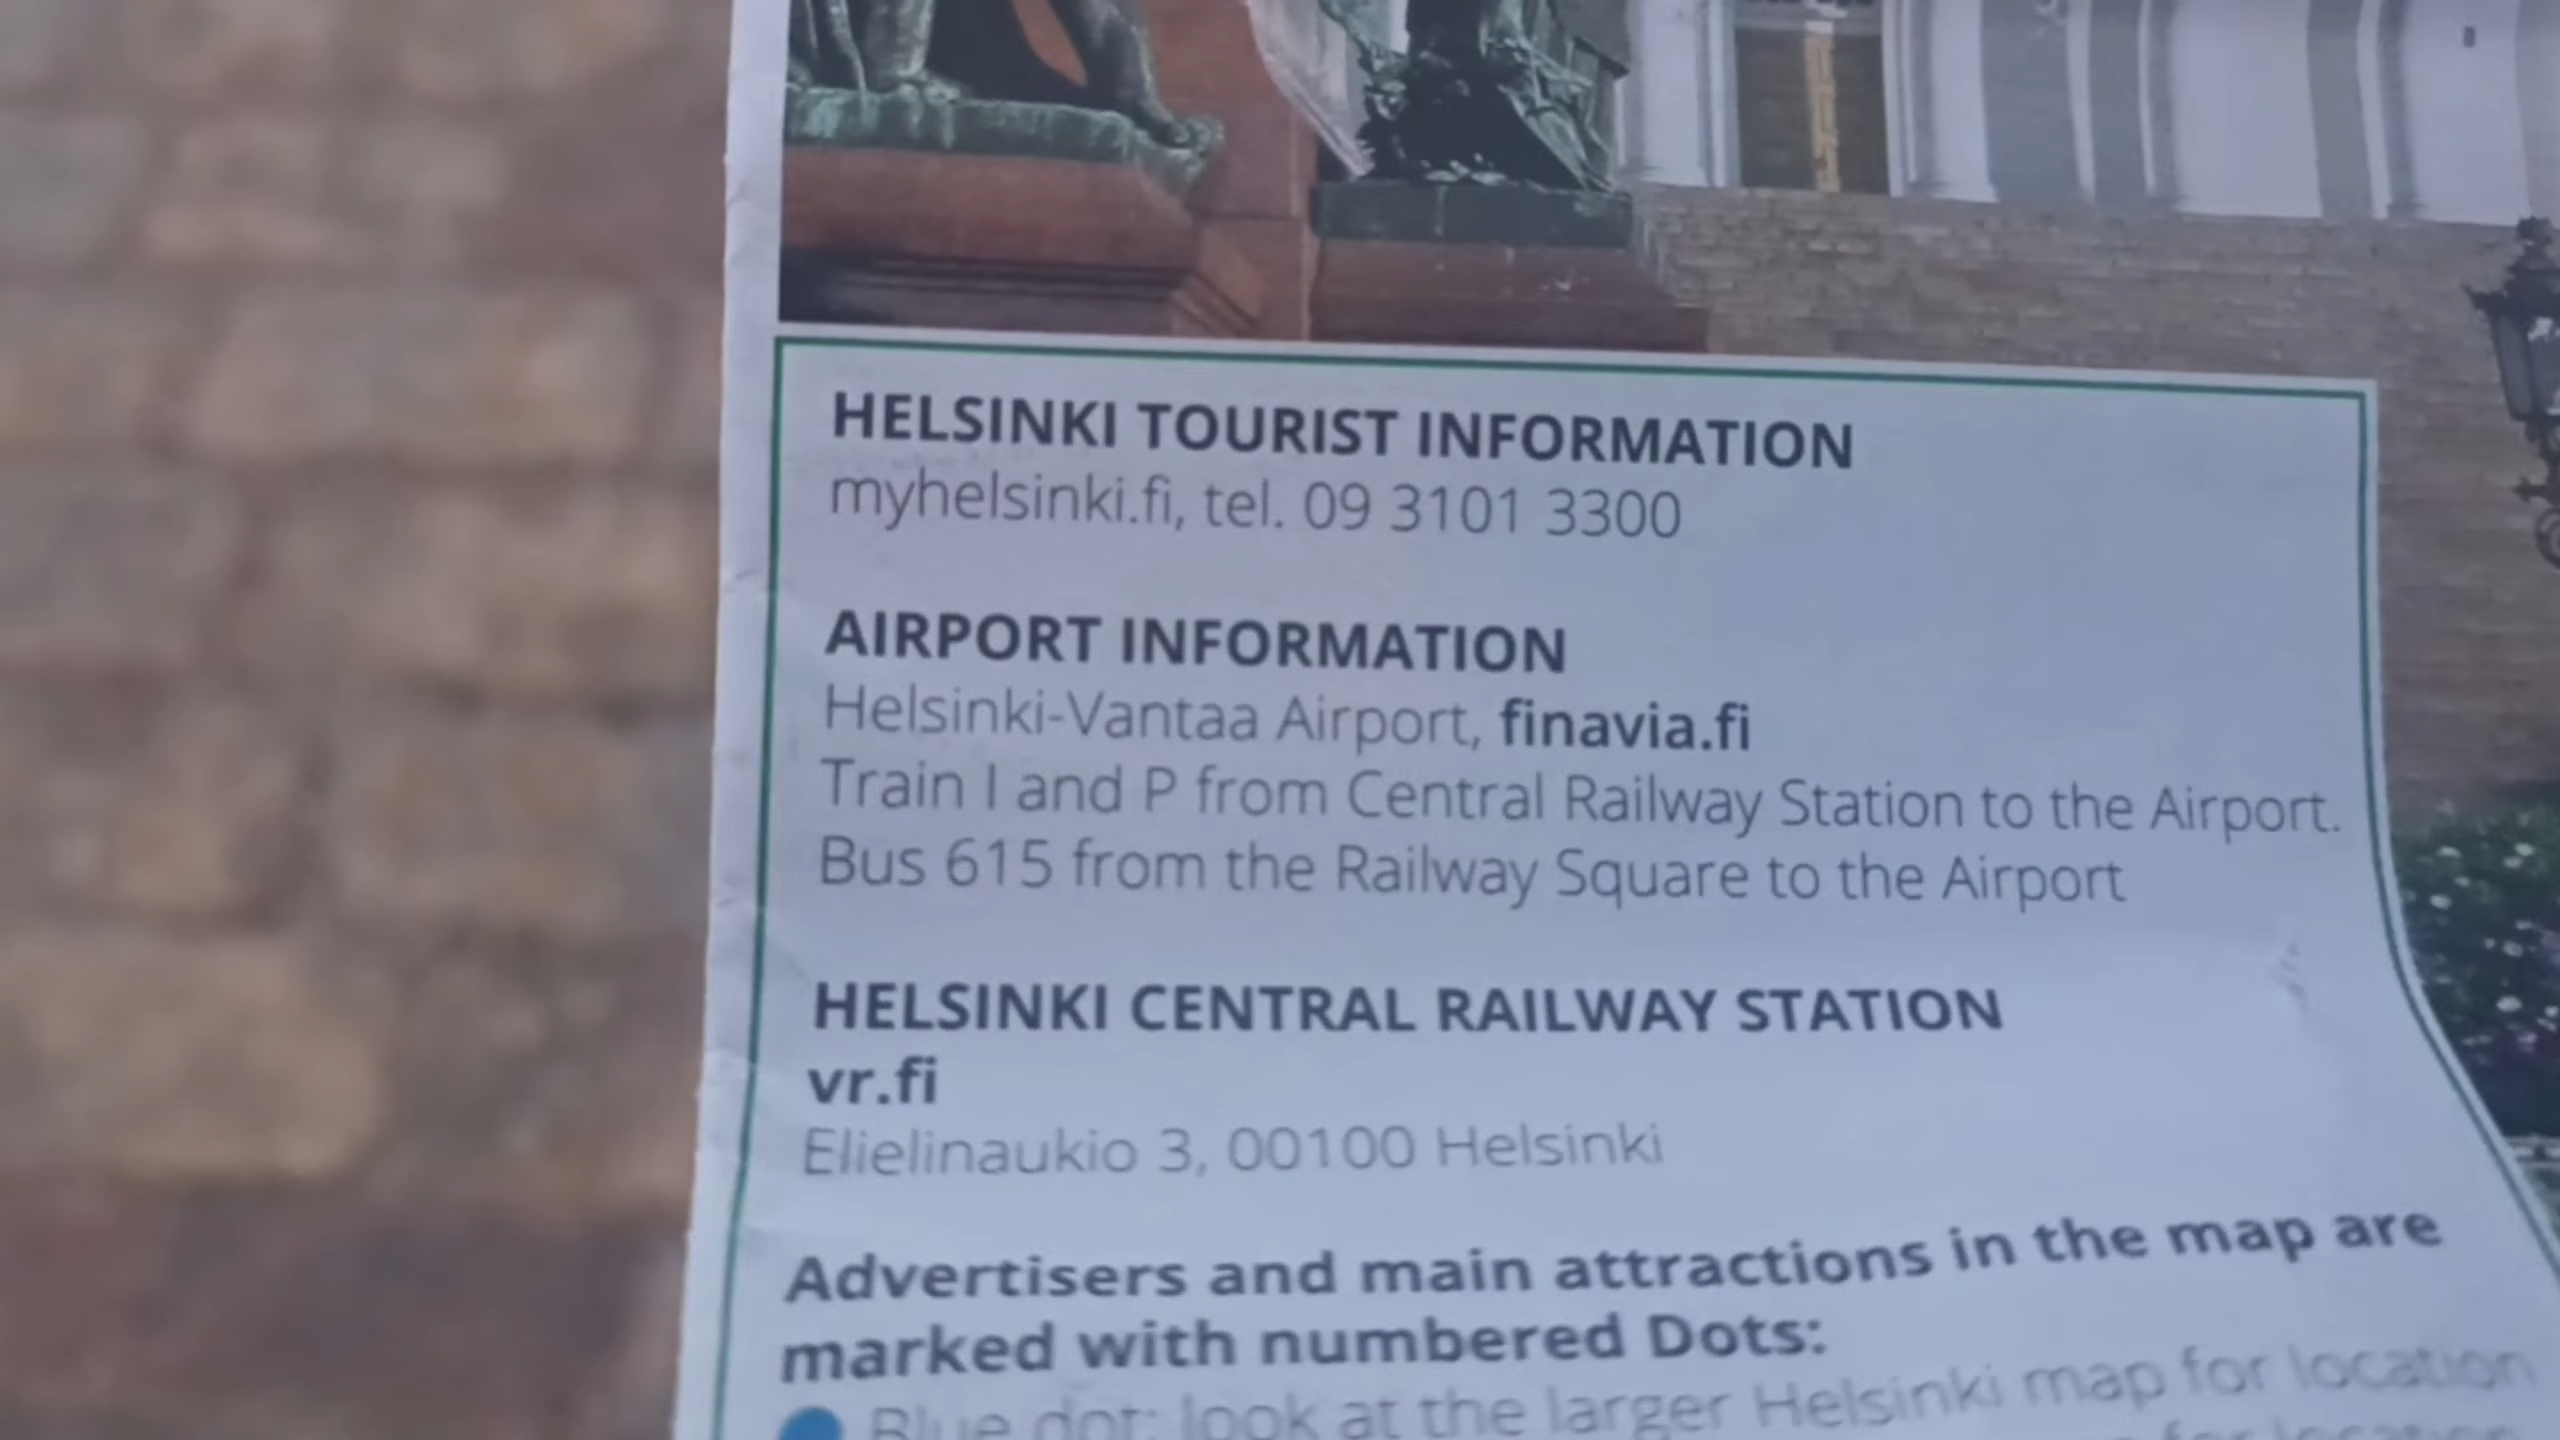 HELSINKI TOURIST INFORMATION
myhelsinki.fi, tel. 09 3101 3300
AIRPORT INFORMATION
Helsinki-Vantaa Airport, finavia.fi
Train I and P from Central Railway Station to the Airport.
Bus 615 from the Railway Square to the Airport
HELSINKI CENTRAL RAILWAY STATION
vr.fi
Elielinaukio 3, 00100 Helsinki
Advertisers and main attractions in the map are
marked with numbered Dots:
Blue dot: look at the larger Helsinki map for location
for location